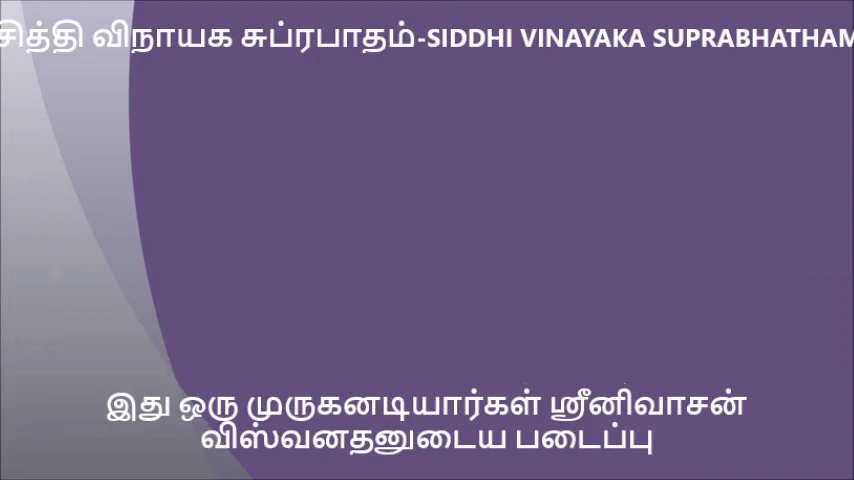 சித்தி விநாயக சுப்ரபாதம்-SIDDHI VINAYAKA SUPRABHATHAM
இது ஒரு முருகனடியார்கள் ஸ்ரீனிவாசன்
விஸ்வனதனுடைய படைப்பு